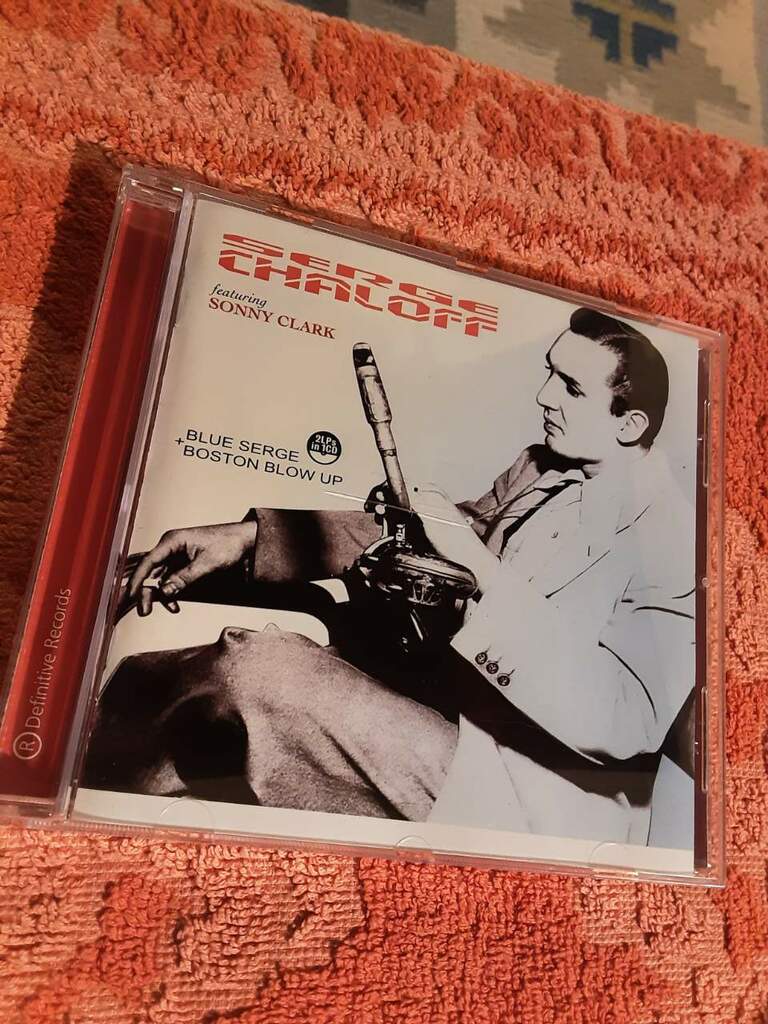 SERGE
CHALOFF
featuring
SONNY CLARK
+BLUE SERGE
+BOSTON BLOW UP
2LPs
in 1CD
® Definitive Records